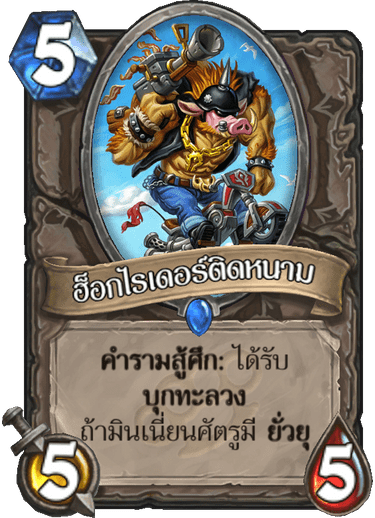 5
ฮ็อกไรเดอร์ติดหนาม
คำรามสู้ศึก: ได้รับ
บุกทะลวง
ถ้ามินเนี่ยนศัตรูมี ยั่วยุ
5
5